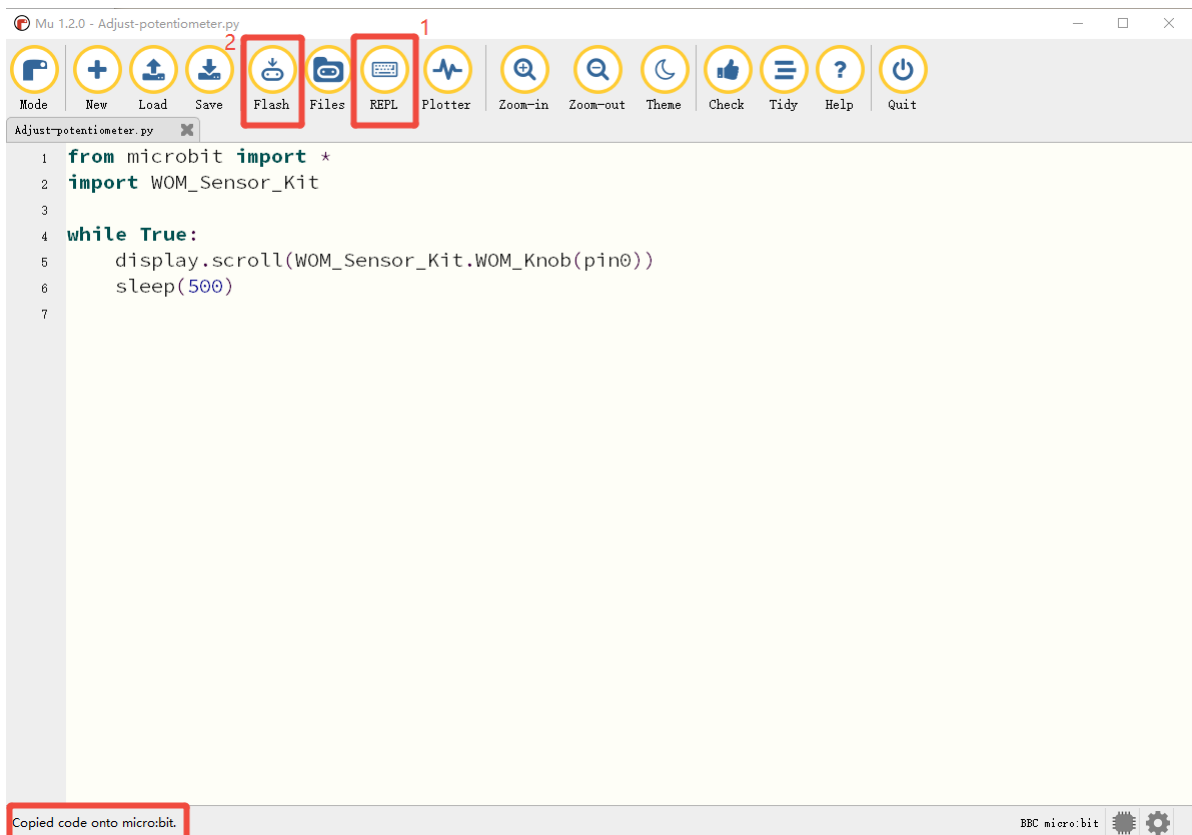 Mu 1.2.0 - Adjust-potentiometer.py
1
2
Mode New Load Save Flash Files REPL Plotter Zoom-in Zoom-out Theme Check Tidy Help Quit
Adjust-potentiometer.py
1 from microbit import *
2 import WOM_Sensor_Kit
3
4 while True:
5 display.scroll(WOM_Sensor_Kit.WOM_Knob(pin0))
6 sleep(500)
7
Copied code onto micro:bit. BBC micro:bit